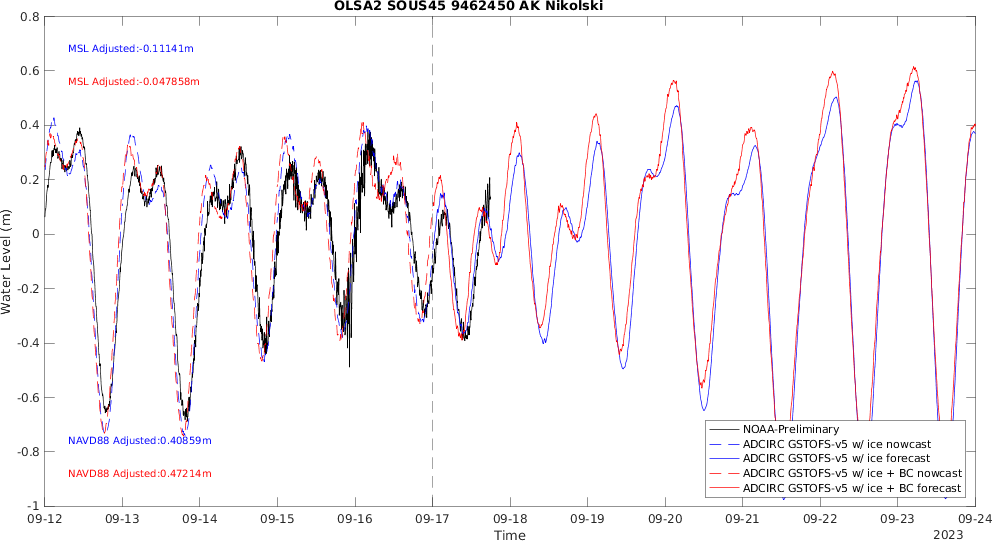 OLSA2 SOUS45 9462450 AK Nikolski
0.8
MSL Adjusted:-0.11141m
0.6
MSL Adjusted:-0.047858m
0.4
0.2
0
Water Level (m)
-0.2
-0.4
-0.6
NOAA-Preliminary
NAVD88 Adjusted:0.40859m
ADCIRC GSTOFS-v5 w/ ice nowcast
-0.8
ADCIRC GSTOFS-v5 w/ ice forecast
NAVD88 Adjusted:0.47214m
ADCIRC GSTOFS-v5 w/ ice + BC nowcast
ADCIRC GSTOFS-v5 w/ ice + BC forecast
-1
09-12 09-13 09-14 09-15 09-16 09-17 09-18 09-19 09-20 09-21 09-22 09-23 09-24
Time
2023